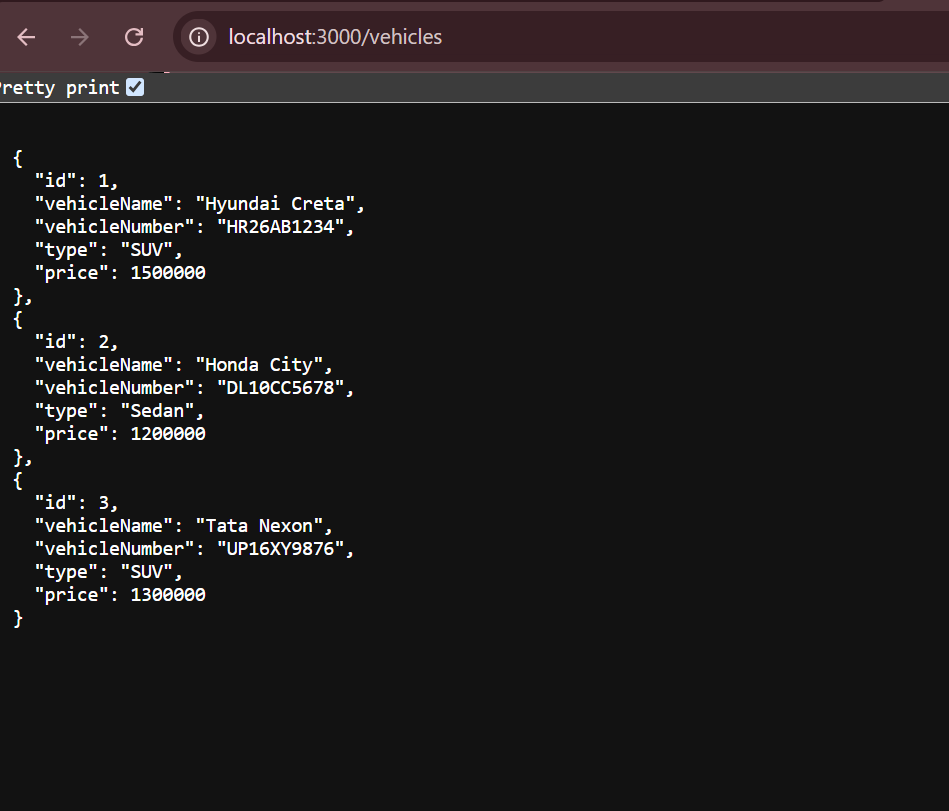 localhost:3000/vehicles
retty print
{
"id": 1,
"vehicleName": "Hyundai Creta",
"vehicleNumber": "HR26AB1234",
"type": "SUV",
"price": 1500000
},
{
"id": 2,
"vehicleName": "Honda City",
"vehicleNumber": "DL10CC5678",
"type": "Sedan",
"price": 1200000
},
{
"id": 3,
"vehicleName": "Tata Nexon",
"vehicleNumber": "UP16XY9876",
"type": "SUV",
"price": 1300000
}